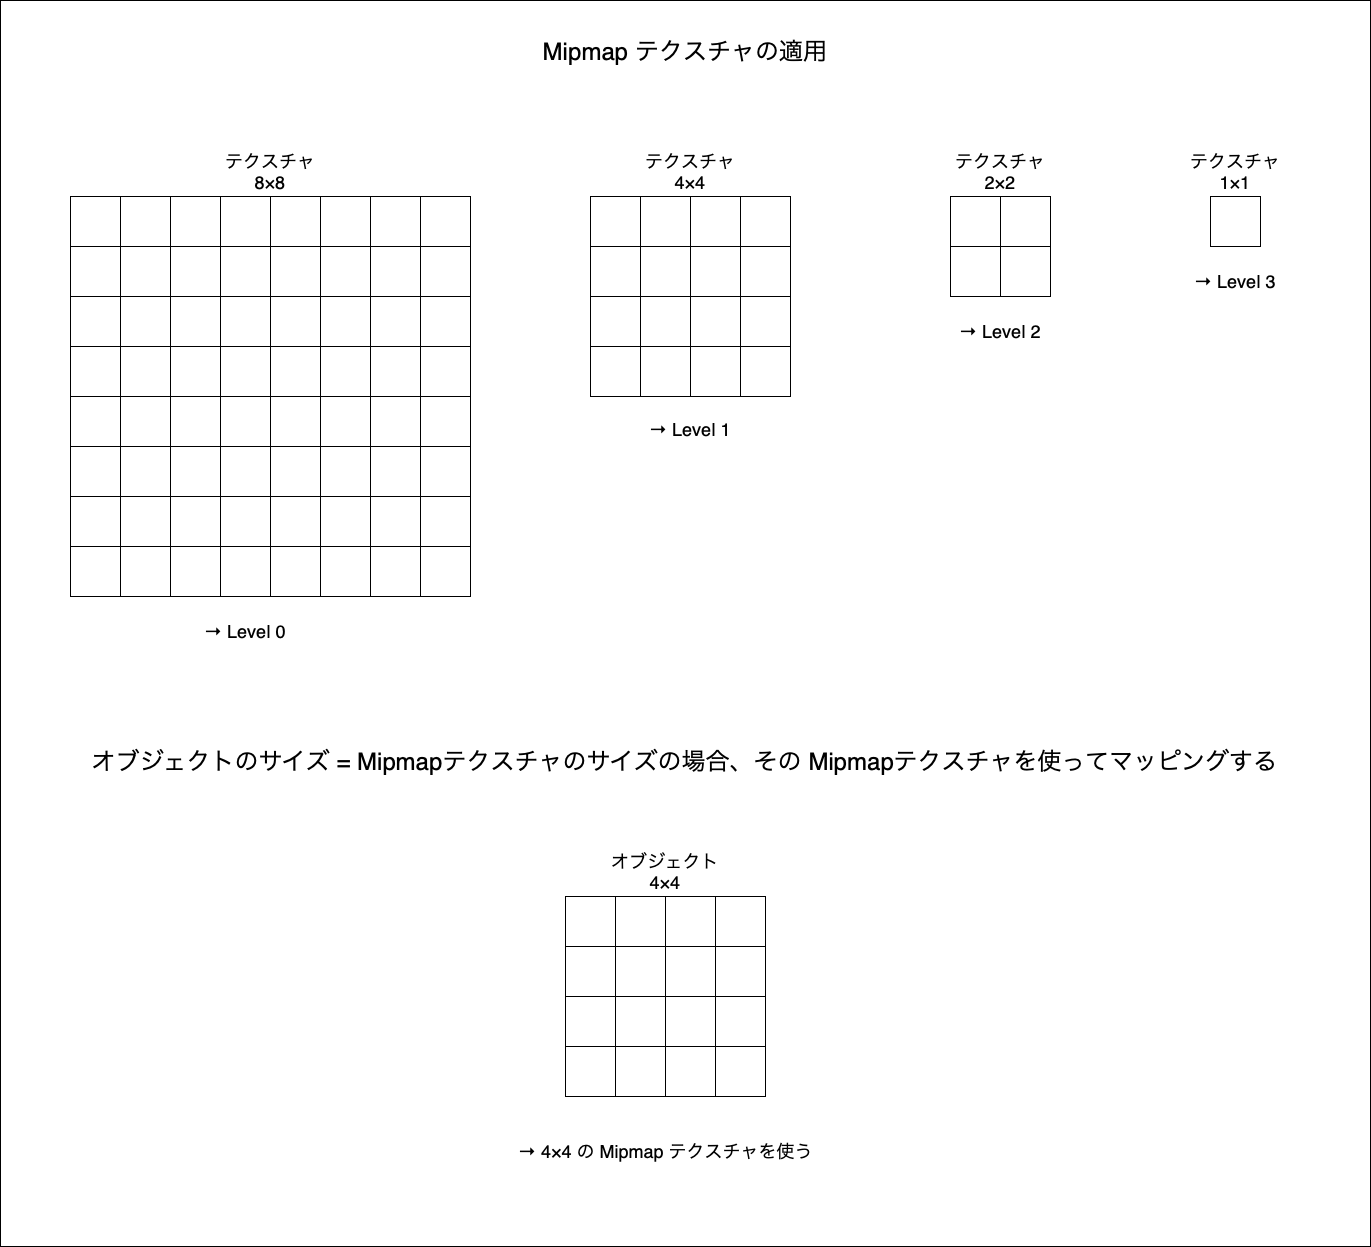 Mipmap テクスチャの適用
テクスチャ
8×8
テクスチャ
4×4
テクスチャ
2×2
テクスチャ
1×1
→ Level 3
→ Level 2
→ Level 1
→ Level 0
オブジェクトのサイズ = Mipmapテクスチャのサイズの場合、その Mipmapテクスチャを使ってマッピングする
オブジェクト
4×4
→ 4×4 の Mipmap テクスチャを使う